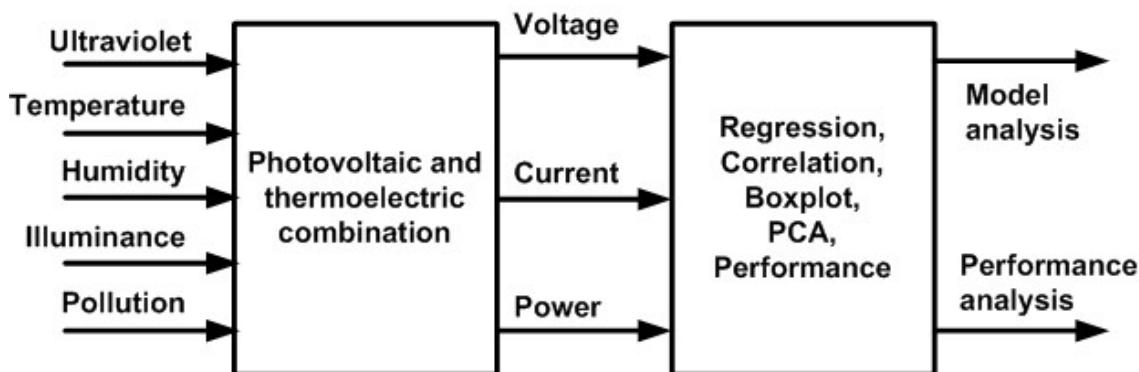 Ultraviolet
Temperature
Humidity
Illuminance
Pollution
Photovoltaic and
thermoelectric
combination
Voltage
Current
Power
Regression,
Correlation,
Boxplot,
PCA,
Performance
Model
analysis
Performance
analysis